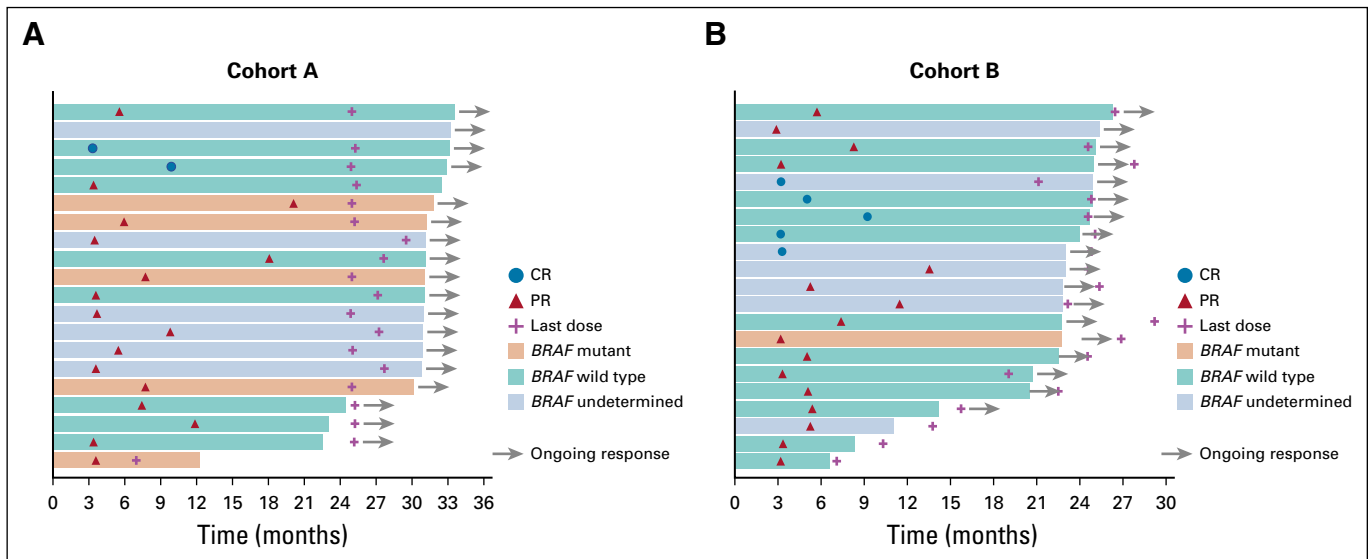 A
Cohort A
CR
PR
Last dose
BRAF mutant
BRAF wild type
BRAF undetermined
Ongoing response
0 3 6 9 12 15 18 21 24 27 30 33 36
Time (months)
B
Cohort B
CR
PR
Last dose
BRAF mutant
BRAF wild type
BRAF undetermined
Ongoing response
0 3 6 9 12 15 18 21 24 27 30
Time (months)